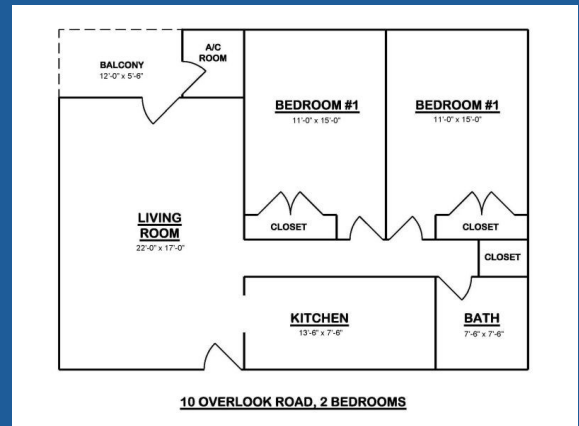 BALCONY
12'-0" x 5'-6"
A/C
ROOM
BEDROOM #1
11'-0" x 15'-0"
BEDROOM #1
11'-0" x 15'-0"
LIVING
ROOM
22'-0" x 17'-0"
CLOSET
CLOSET
CLOSET
KITCHEN
13'-6" x 7'-6"
BATH
7'-6" x 7'-6"
10 OVERLOOK ROAD, 2 BEDROOMS